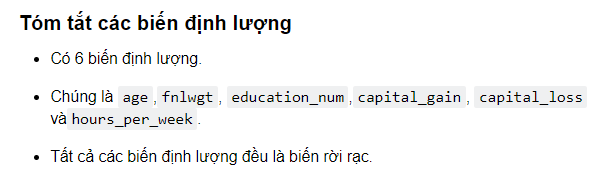 Tóm tắt các biến định lượng
• Có 6 biến định lượng.
• Chúng là age , fnlwgt , education_num , capital_gain , capital_loss
và hours_per_week .
• Tất cả các biến định lượng đều là biến rời rạc.